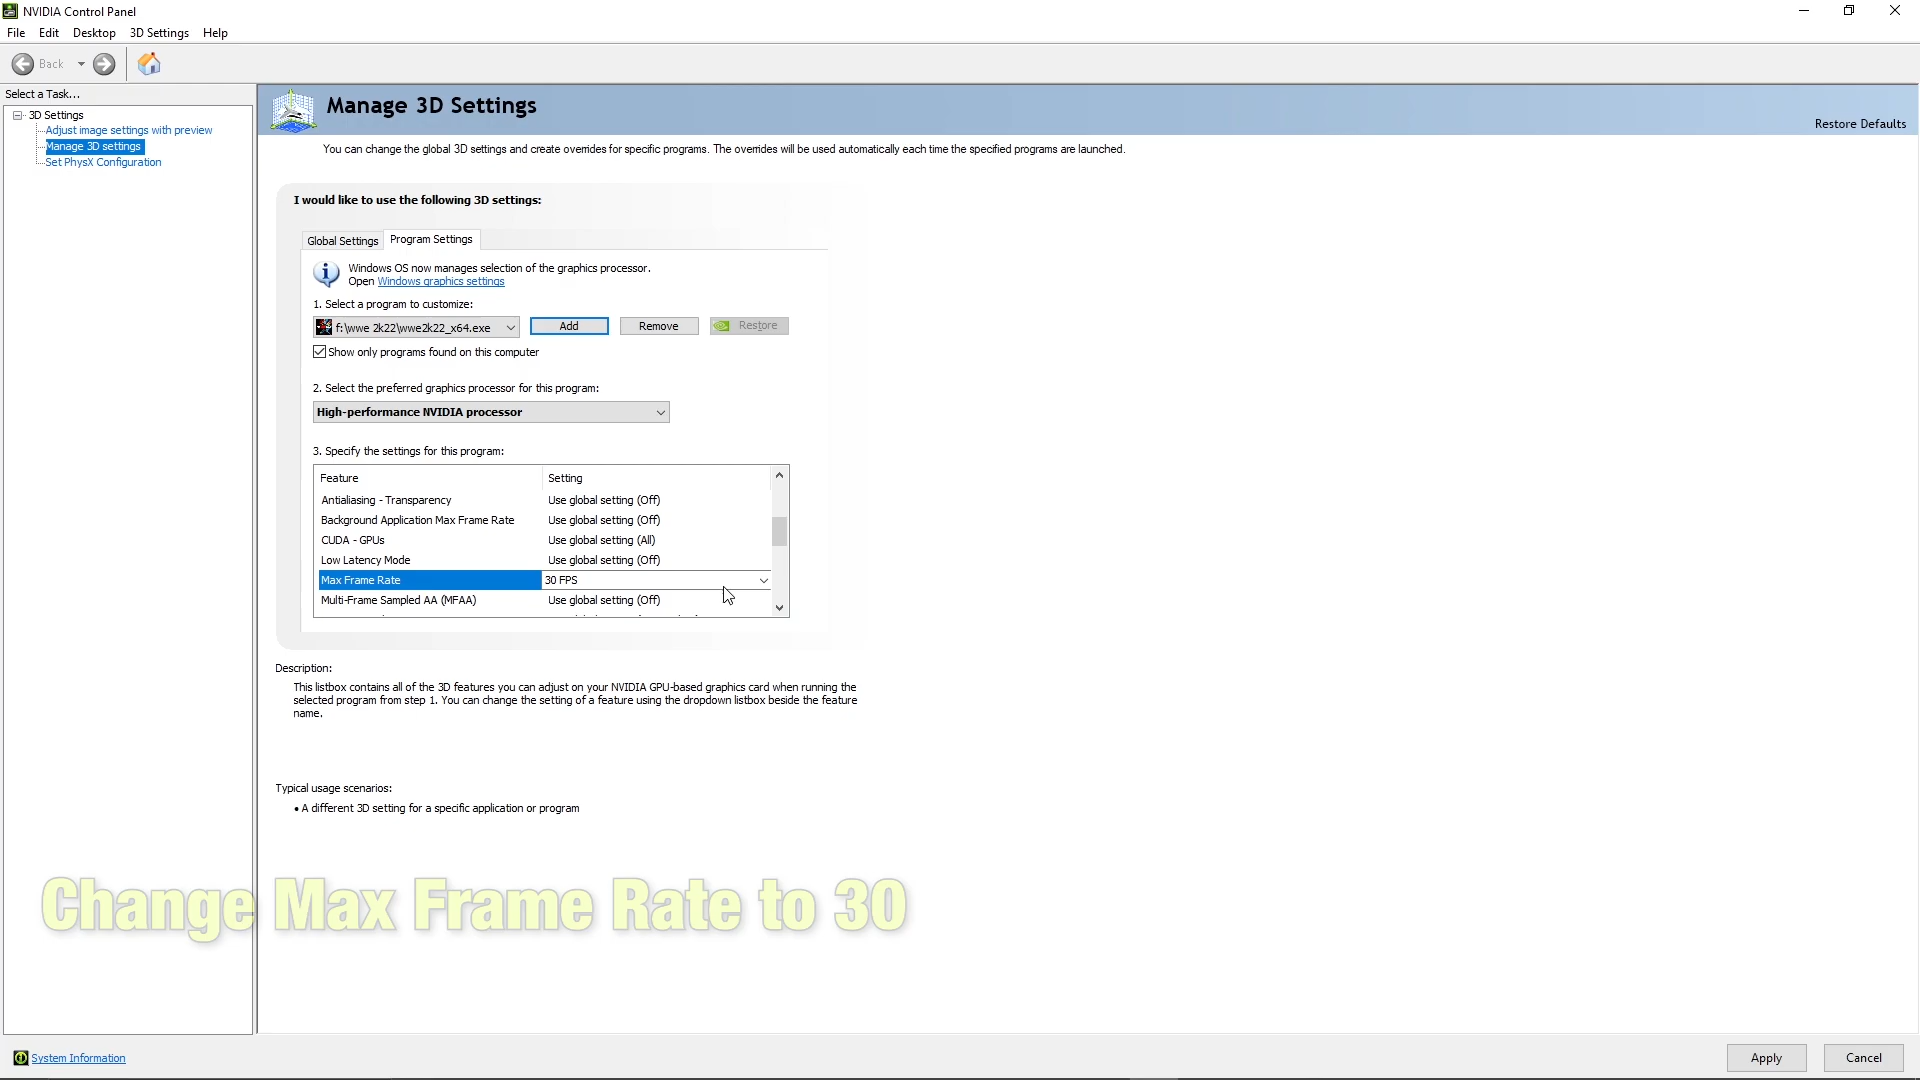 NVIDIA Control Panel
File Edit Desktop 3D Settings Help
Back
Select a Task...
3D Settings
Adjust image settings with preview
Manage 3D settings
Set PhysX Configuration
Manage 3D Settings
Restore Defaults
You can change the global 3D settings and create overrides for specific programs. The overrides will be used automatically each time the specified programs are launched.
I would like to use the following 3D settings:
Global Settings Program Settings
Windows OS now manages selection of the graphics processor.
Open Windows graphics settings
1. Select a program to customize:
f:\wwe 2k22\wwe2k22_x64.exe Add Remove Restore
Show only programs found on this computer
2. Select the preferred graphics processor for this program:
High-performance NVIDIA processor
3. Specify the settings for this program:
Feature Setting
Antialiasing - Transparency Use global setting (Off)
Background Application Max Frame Rate Use global setting (Off)
CUDA - GPUs Use global setting (All)
Low Latency Mode Use global setting (Off)
Max Frame Rate 30 FPS
Multi-Frame Sampled AA (MFAA) Use global setting (Off)
Description:
This listbox contains all of the 3D features you can adjust on your NVIDIA GPU-based graphics card when running the
selected program from step 1. You can change the setting of a feature using the dropdown listbox beside the feature
name.
Typical usage scenarios:
• A different 3D setting for a specific application or program
Change Max Frame Rate to 30
System Information
Apply Cancel